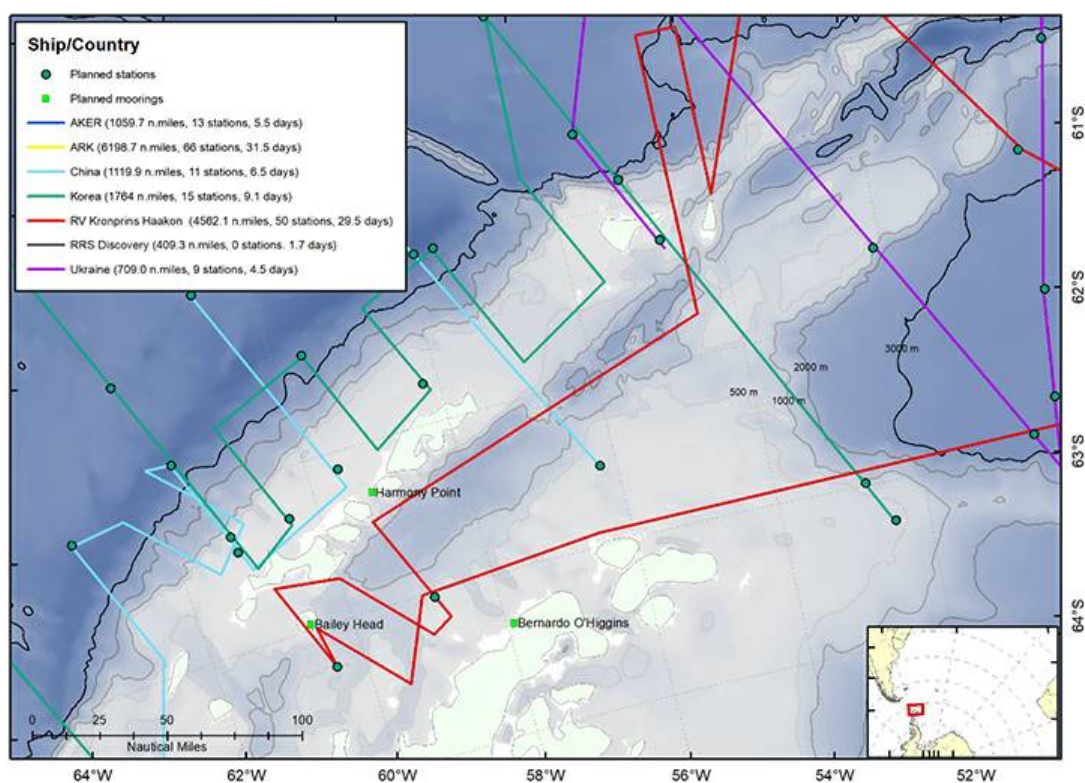 Ship/Country
Planned stations
Planned moorings
AKER (1059.7 n.miles, 13 stations, 5.5 days)
ARK (6198.7 n.miles, 66 stations, 31.5 days)
China (1119.9 n.miles, 11 stations, 6.5 days)
Korea (1764 n.miles, 15 stations, 9.1 days)
RV Kronprins Haakon (4562.1 n.miles, 50 stations, 29.5 days)
RRS Discovery (409.3 n.miles, 0 stations. 1.7 days)
Ukraine (709.0 n.miles, 9 stations, 4.5 days)
61°S
62°S
3000 m
2000 m
500 m
1000 m
63°S
Harmony Point
Bailey Head
Bernardo O'Higgins
64°S
0 25 50 100
Nautical Miles
64°W 62°W 60°W 58°W 56°W 54°W 52°W